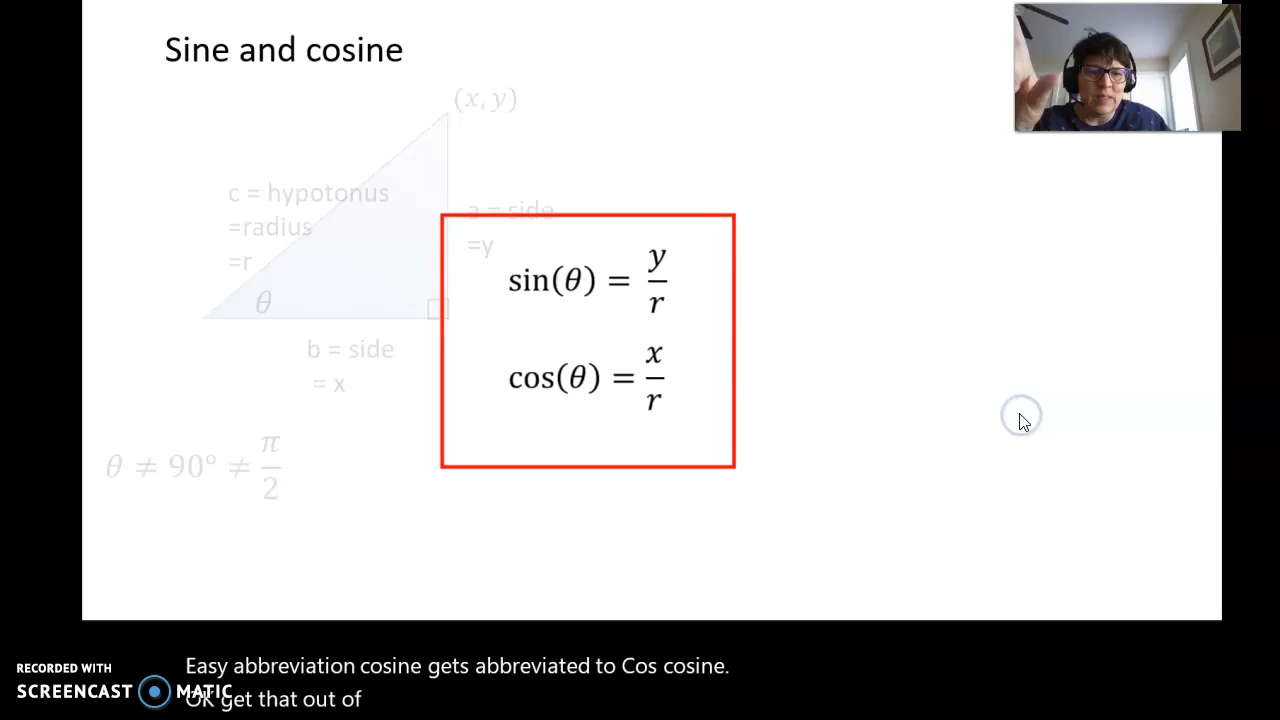 Sine and cosine
(x, y)
c = hypotonus
=radius
=r
a = side
=y
θ
b = side
= x
sin(θ) = y/r
cos(θ) = x/r
θ ≠ 90° ≠ π/2
Easy abbreviation cosine gets abbreviated to Cos cosine.
OK get that out of
RECORDED WITH
SCREENCAST MATIC